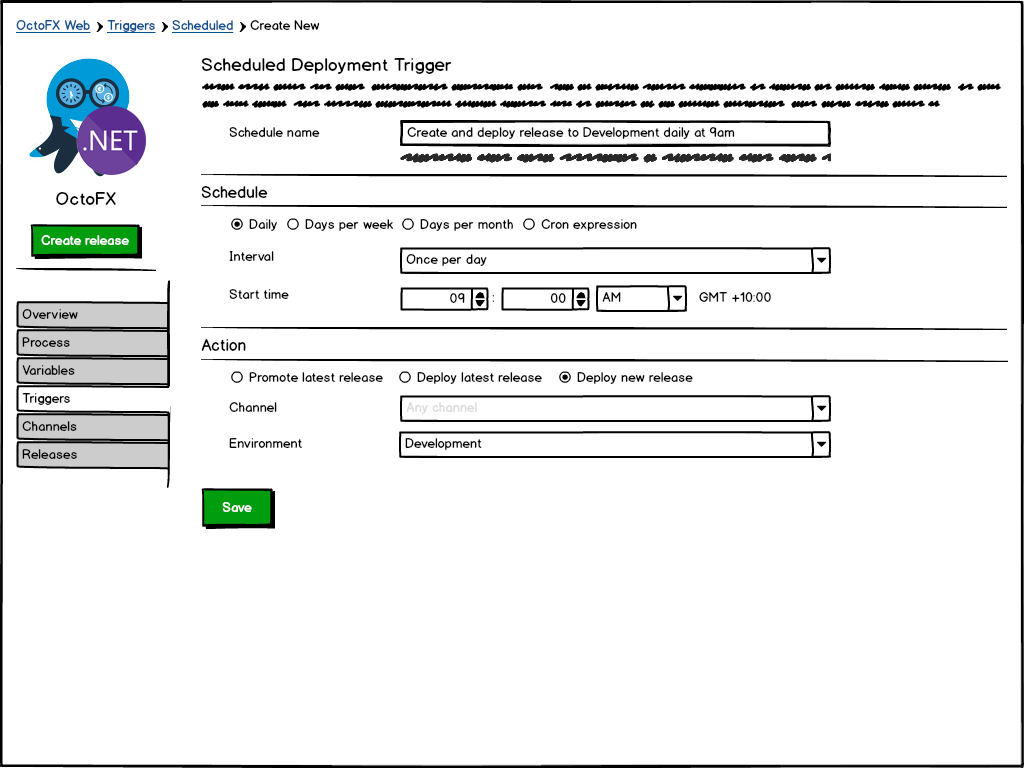 OctoFX Web > Triggers > Scheduled > Create New
.NET
OctoFX
Create release
Overview
Process
Variables
Triggers
Channels
Releases
Scheduled Deployment Trigger
Schedule name Create and deploy release to Development daily at 9am
Schedule
Daily Days per week Days per month Cron expression
Interval Once per day
Start time 09 : 00 AM GMT +10:00
Action
Promote latest release Deploy latest release Deploy new release
Channel Any channel
Environment Development
Save